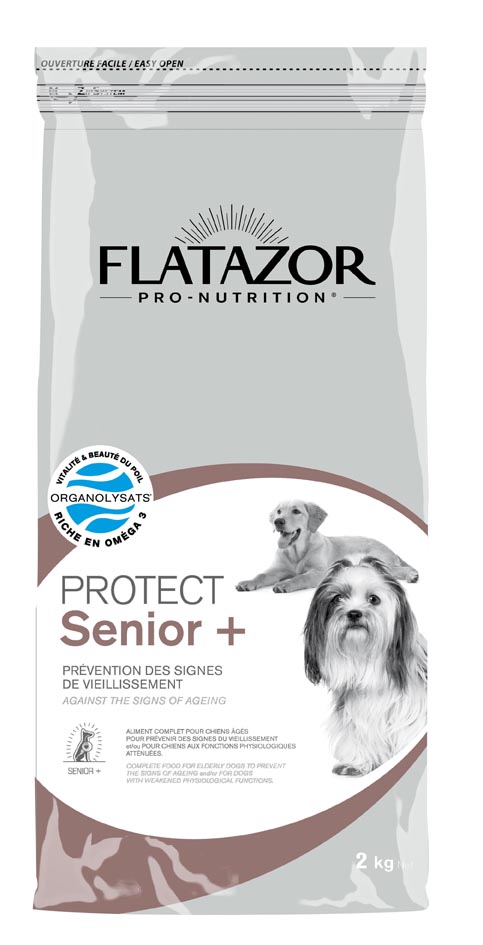 OUVERTURE FACILE / EASY OPEN
FLATAZOR
PRO-NUTRITION®
VITALITÉ & BEAUTÉ DU POIL
ORGANOLYSATS®
RICHE EN OMÉGA 3
PROTECT
Senior +
PRÉVENTION DES SIGNES
DE VIEILLISSEMENT
AGAINST THE SIGNS OF AGEING
ALIMENT COMPLET POUR CHIENS ÂGÉS
POUR PRÉVENIR DES SIGNES DU VIEILLISSEMENT
et/ou POUR CHIENS AUX FONCTIONS PHYSIOLOGIQUES
ATTÉNUÉES.
SENIOR +
COMPLETE FOOD FOR ELDERLY DOGS TO PREVENT
THE SIGNS OF AGEING and/or FOR DOGS
WITH WEAKENED PHYSIOLOGICAL FUNCTIONS.
2 kg Net